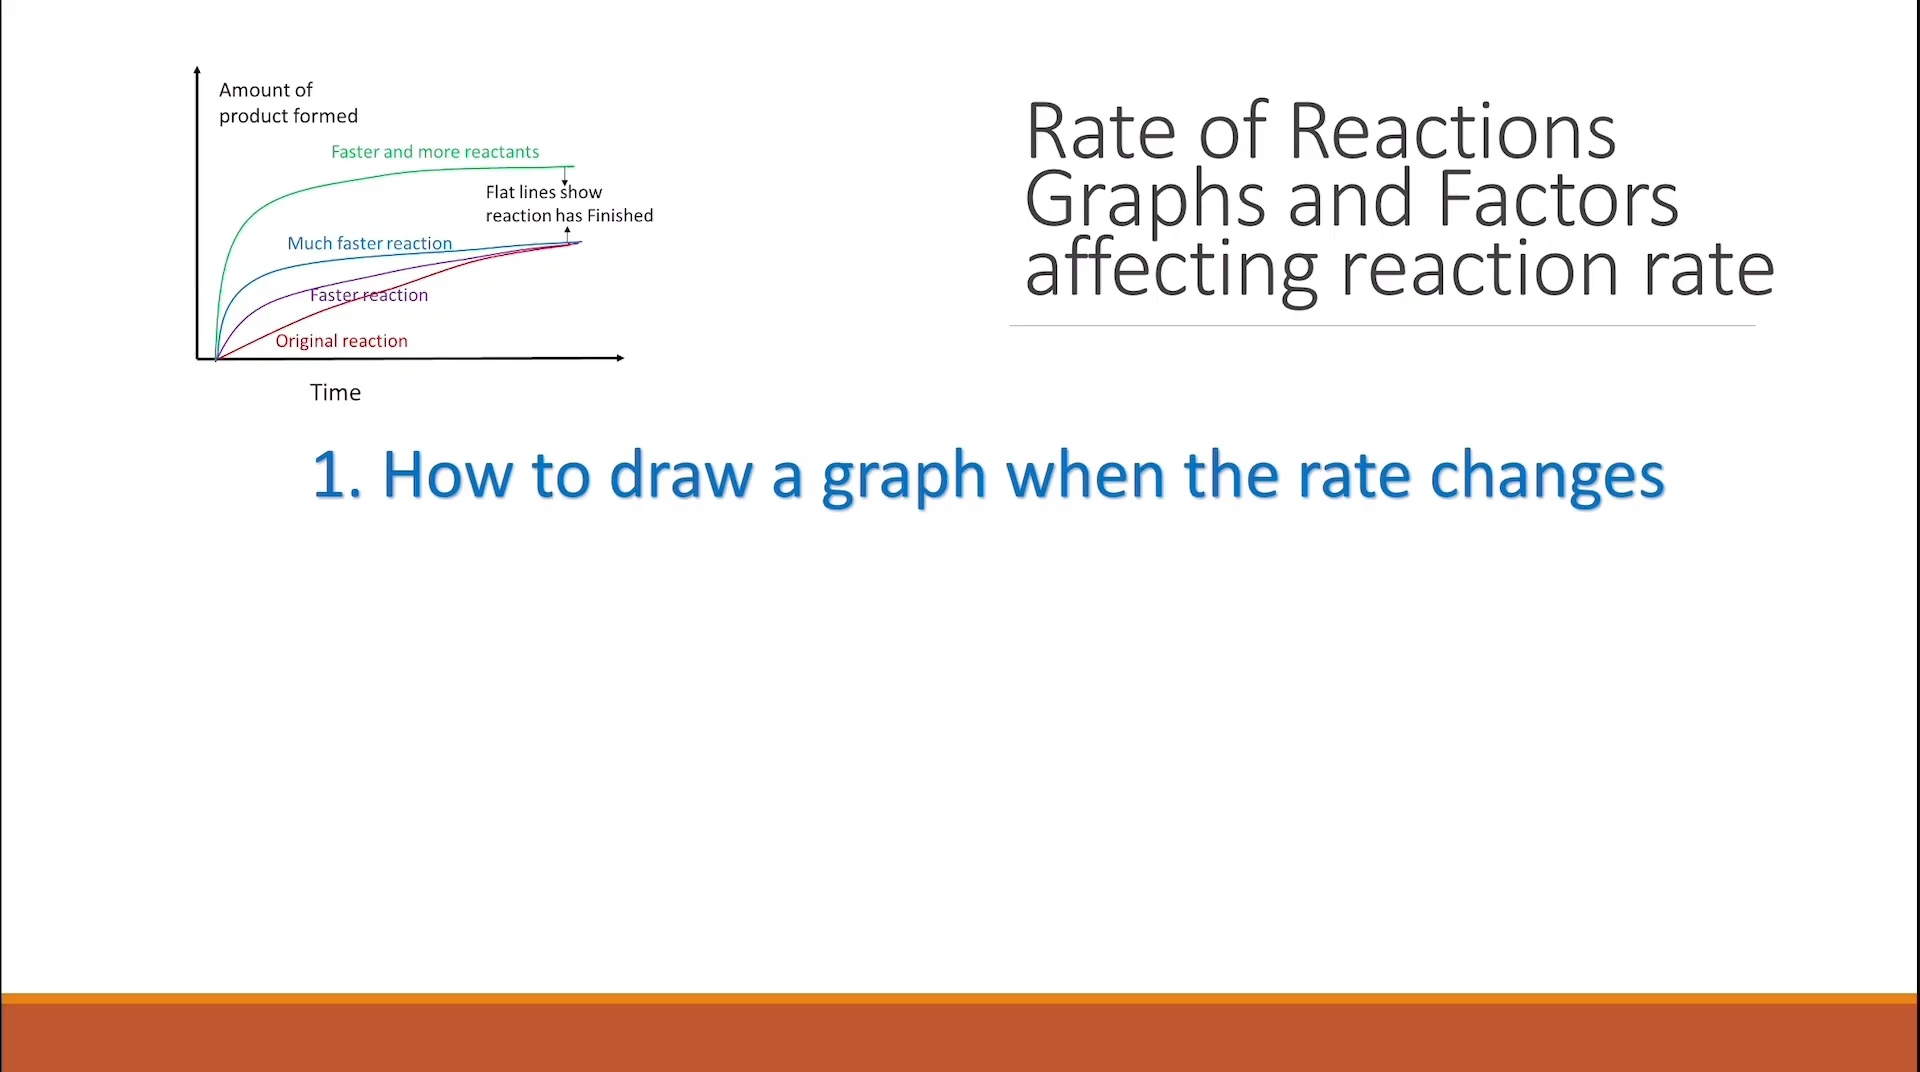 Amount of
product formed
Faster and more reactants
Flat lines show
reaction has Finished
Much faster reaction
Faster reaction
Original reaction
Time
Rate of Reactions
Graphs and Factors
affecting reaction rate
1. How to draw a graph when the rate changes